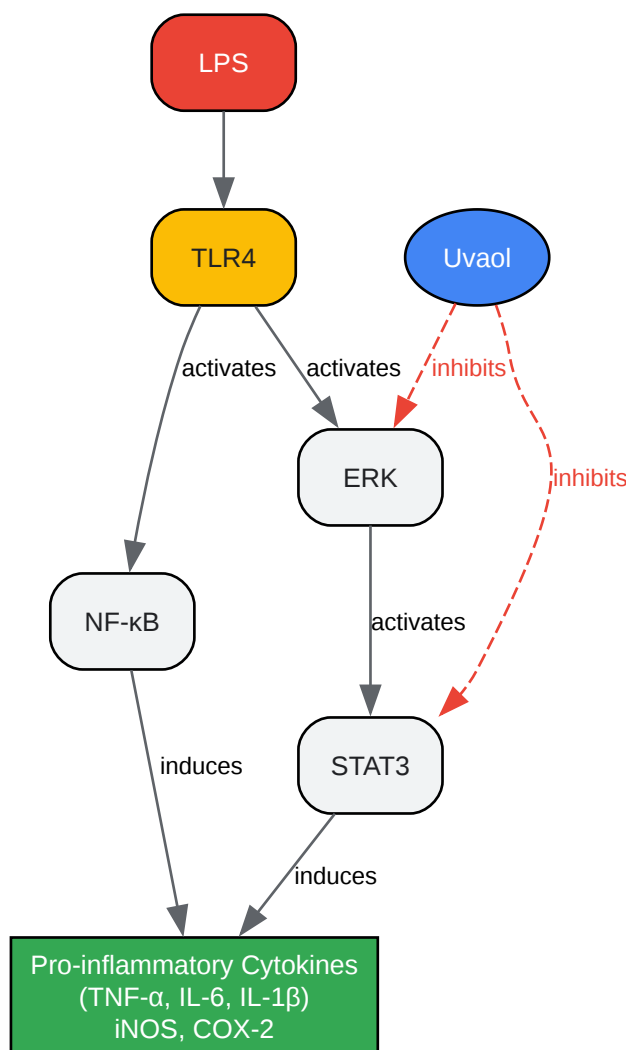 LPS
TLR4
Uvaol
activates
activates
inhibits
ERK
inhibits
NF-κB
activates
induces
STAT3
induces
Pro-inflammatory Cytokines
(TNF-α, IL-6, IL-1β)
iNOS, COX-2